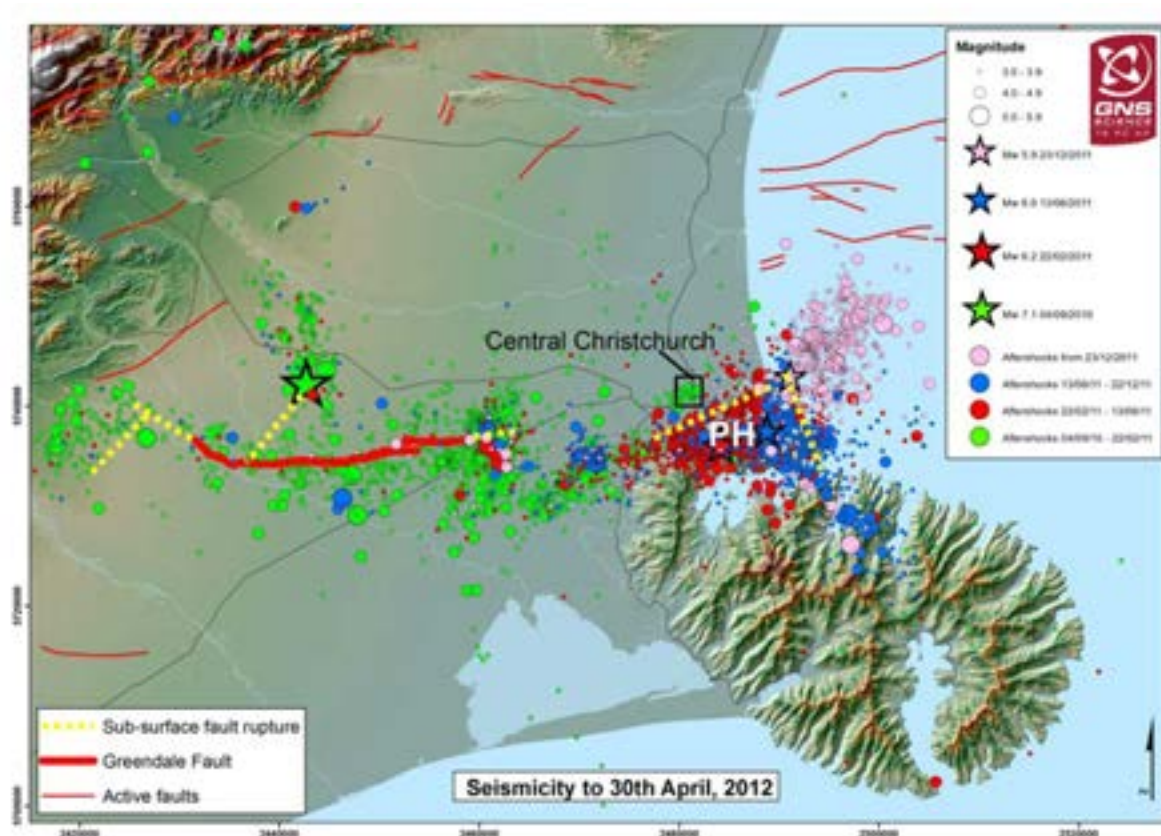 Magnitude
3.0 - 3.9
4.0 - 4.9
5.0 - 5.9
GNS
SCIENCE
Mw 5.9 23/12/2011
Mw 6.0 13/06/2011
Mw 6.2 22/02/2011
Mw 7.1 04/09/2010
Aftershocks from 23/12/2011
Aftershocks 13/06/11 - 22/12/11
Aftershocks 22/02/11 - 13/06/11
Aftershocks 04/09/10 - 22/02/11
Central Christchurch
PH
Sub-surface fault rupture
Greendale Fault
Active faults
Seismicity to 30th April, 2012